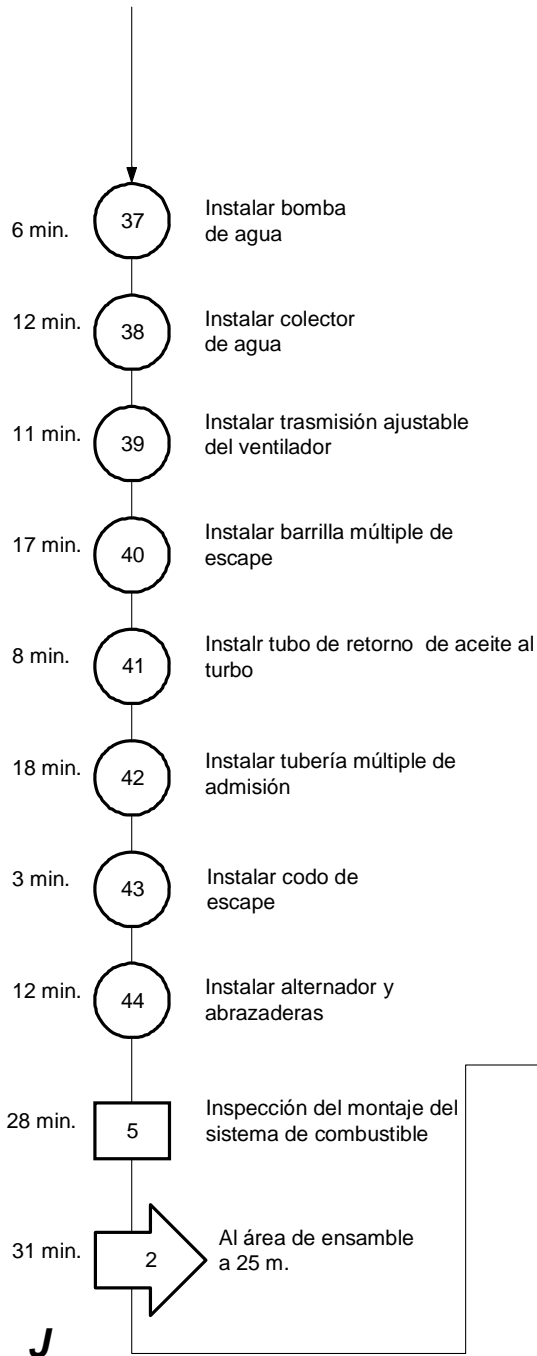 6 min.
37
Instalar bomba
de agua
12 min.
38
Instalar colector
de agua
11 min.
39
Instalar trasmisión ajustable
del ventilador
17 min.
40
Instalar barrilla múltiple de
escape
8 min.
41
Instalr tubo de retorno de aceite al
turbo
18 min.
42
Instalar tubería múltiple de
admisión
3 min.
43
Instalar codo de
escape
12 min.
44
Instalar alternador y
abrazaderas
28 min.
5
Inspección del montaje del
sistema de combustible
31 min.
2
Al área de ensamble
a 25 m.
J